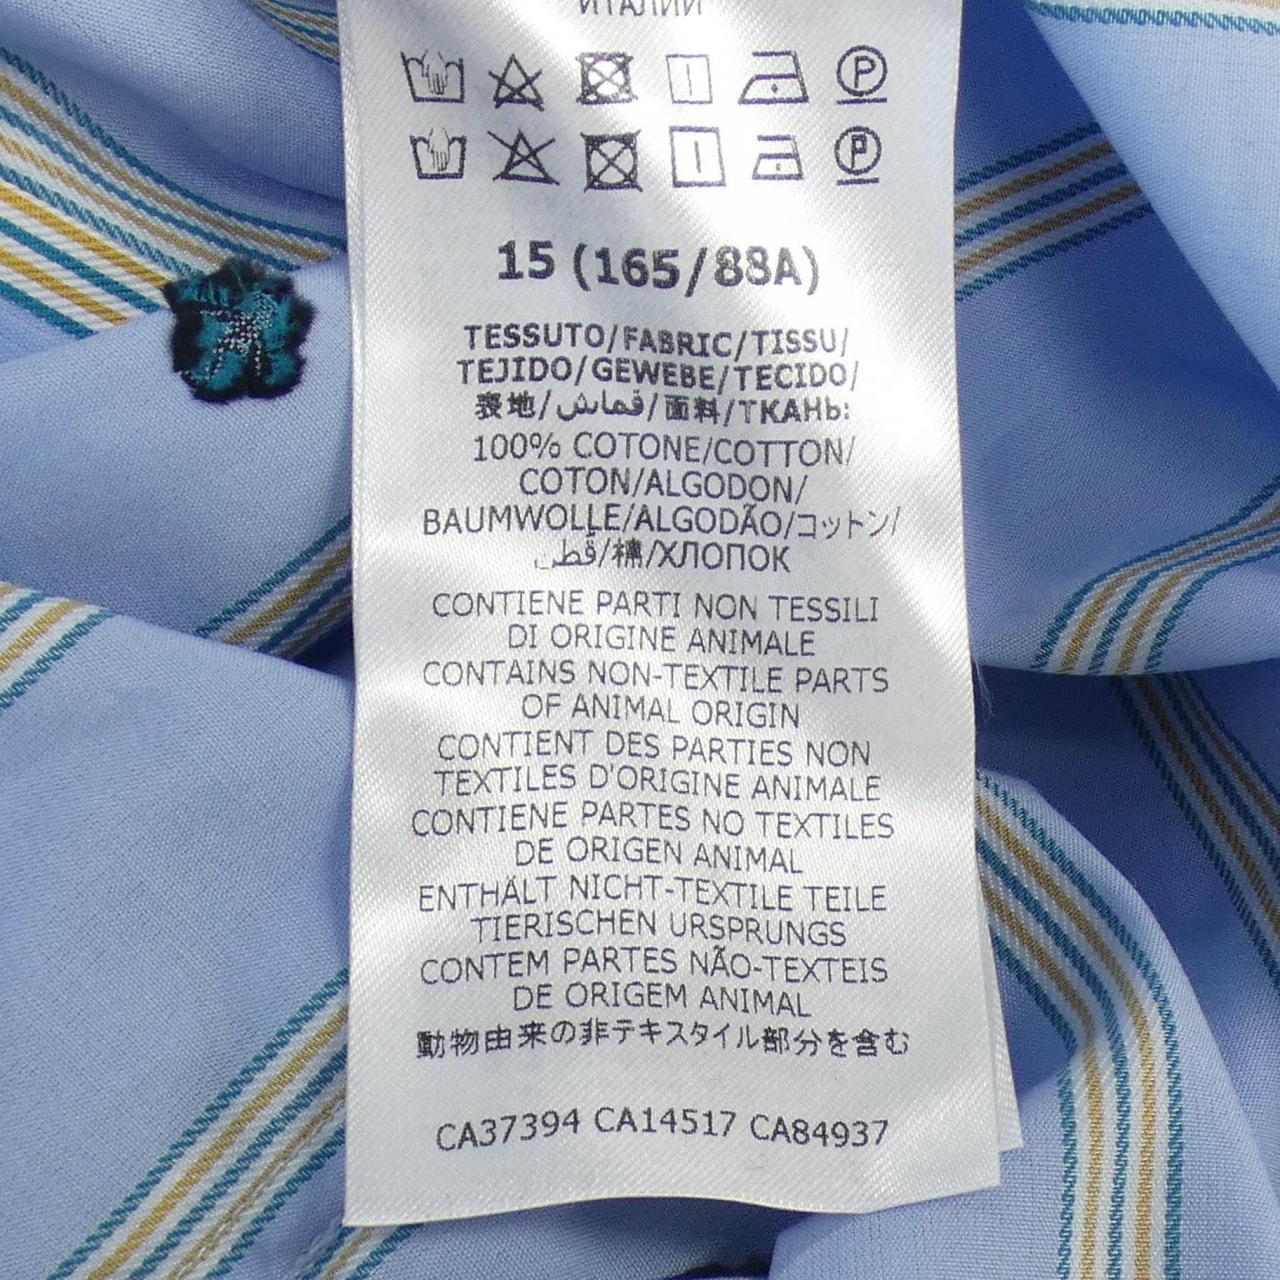 ИТАЛИИ
15 (165/88A)
TESSUTO/FABRIC/TISSU/
TEJIDO/GEWEBE/TECIDO/
表地/قماش/面料/ТКАНЬ:
100% COTONE/COTTON/
COTON/ALGODON/
BAUMWOLLE/ALGODÃO/コットン/
قطن/棉/ХЛОПОК
CONTIENE PARTI NON TESSILI
DI ORIGINE ANIMALE
CONTAINS NON-TEXTILE PARTS
OF ANIMAL ORIGIN
CONTIENT DES PARTIES NON
TEXTILES D'ORIGINE ANIMALE
CONTIENE PARTES NO TEXTILES
DE ORIGEN ANIMAL
ENTHÄLT NICHT-TEXTILE TEILE
TIERISCHEN URSPRUNGS
CONTEM PARTES NÃO-TEXTEIS
DE ORIGEM ANIMAL
動物由来の非テキスタイル部分を含む
CA37394 CA14517 CA84937